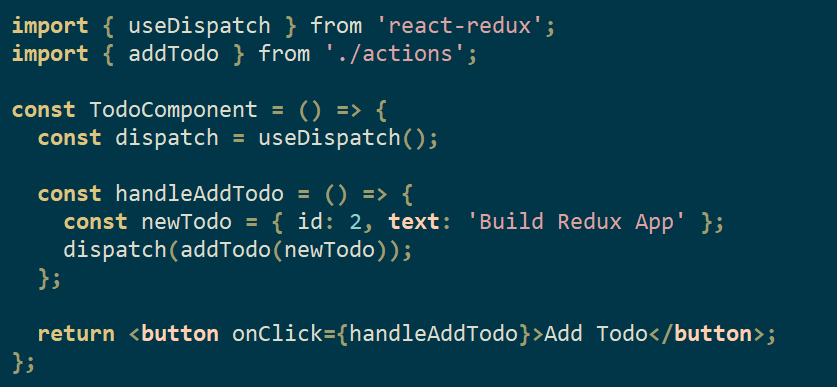 import { useDispatch } from 'react-redux';
import { addTodo } from './actions';

const TodoComponent = () => {
  const dispatch = useDispatch();

  const handleAddTodo = () => {
    const newTodo = { id: 2, text: 'Build Redux App' };
    dispatch(addTodo(newTodo));
  };

  return <button onClick={handleAddTodo}>Add Todo</button>;
};